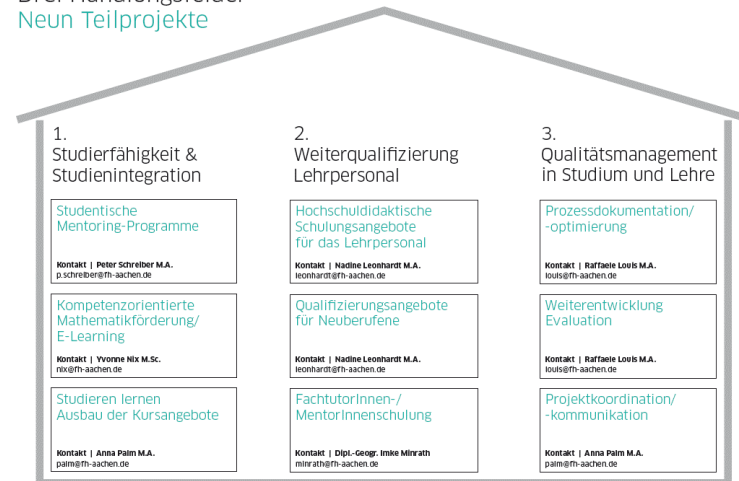 Drei Handlungsfelder
Neun Teilprojekte
1.
Studierfähigkeit &
Studienintegration
Studentische
Mentoring-Programme
Kontakt | Peter Schreiber M.A.
p.schreiber@fh-aachen.de
Kompetenzorientierte
Mathematikförderung/
E-Learning
Kontakt | Yvonne Nix M.Sc.
nix@fh-aachen.de
Studieren lernen
Ausbau der Kursangebote
Kontakt | Anna Palm M.A.
palm@fh-aachen.de
2.
Weiterqualifizierung
Lehrpersonal
Hochschuldidaktische
Schulungsangebote
für das Lehrpersonal
Kontakt | Nadine Leonhardt M.A.
leonhardt@fh-aachen.de
Qualifizierungsangebote
für Neuberufene
Kontakt | Nadine Leonhardt M.A.
leonhardt@fh-aachen.de
FachtutorInnen-/
MentorInnenschulung
Kontakt | Dipl.-Geogr. Imke Minrath
minrath@fh-aachen.de
3.
Qualitätsmanagement
in Studium und Lehre
Prozessdokumentation/
-optimierung
Kontakt | Raffaele Louis M.A.
louis@fh-aachen.de
Weiterentwicklung
Evaluation
Kontakt | Raffaele Louis M.A.
louis@fh-aachen.de
Projektkoordination/
-kommunikation
Kontakt | Anna Palm M.A.
palm@fh-aachen.de